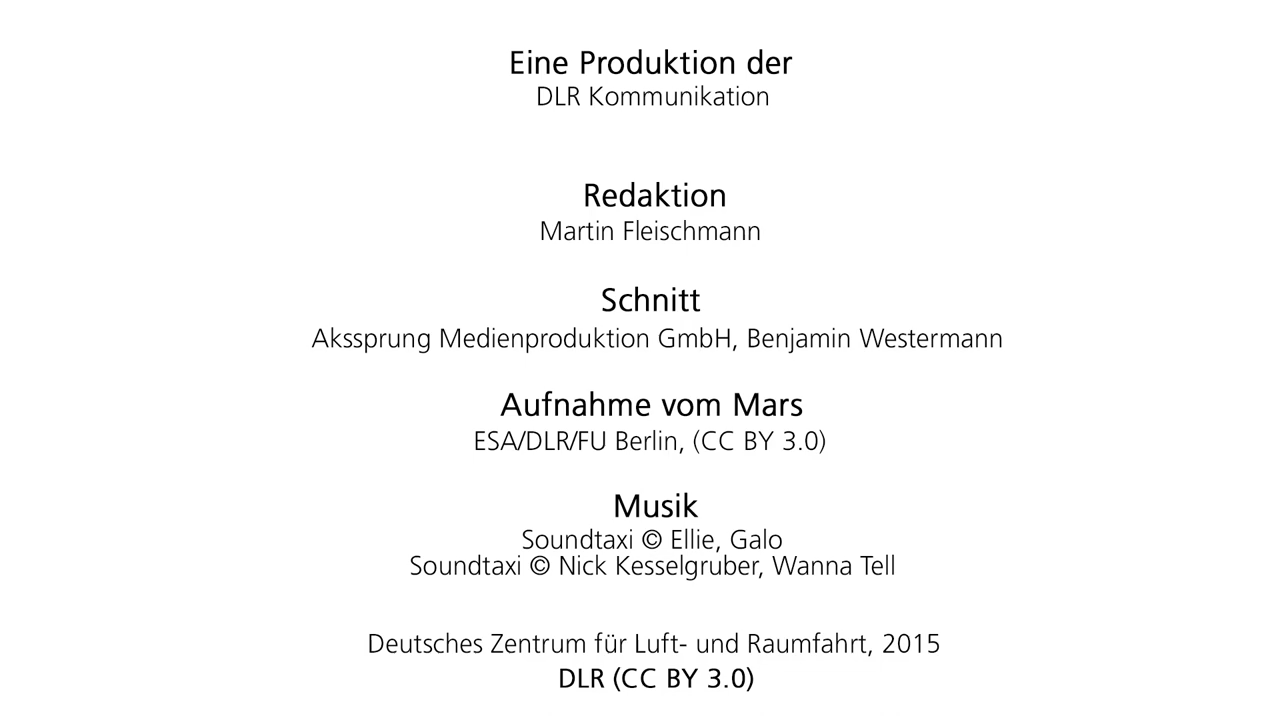 Eine Produktion der
DLR Kommunikation
Redaktion
Martin Fleischmann
Schnitt
Akssprung Medienproduktion GmbH, Benjamin Westermann
Aufnahme vom Mars
ESA/DLR/FU Berlin, (CC BY 3.0)
Musik
Soundtaxi © Ellie, Galo
Soundtaxi © Nick Kesselgruber, Wanna Tell
Deutsches Zentrum für Luft- und Raumfahrt, 2015
DLR (CC BY 3.0)